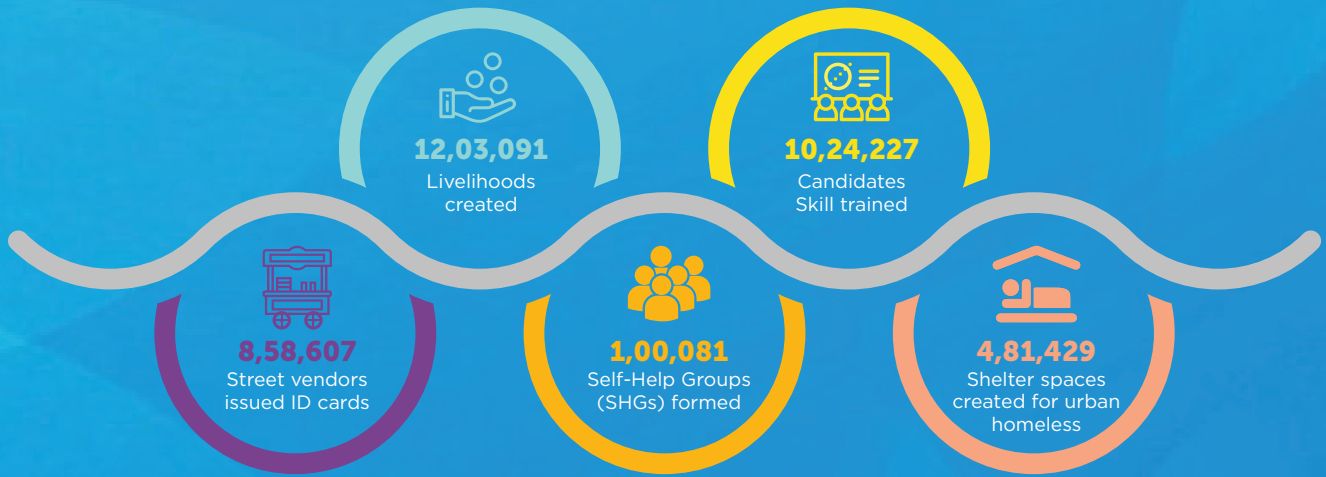 12,03,091
Livelihoods
created
10,24,227
Candidates
Skill trained
8,58,607
Street vendors
issued ID cards
1,00,081
Self-Help Groups
(SHGs) formed
4,81,429
Shelter spaces
created for urban
homeless